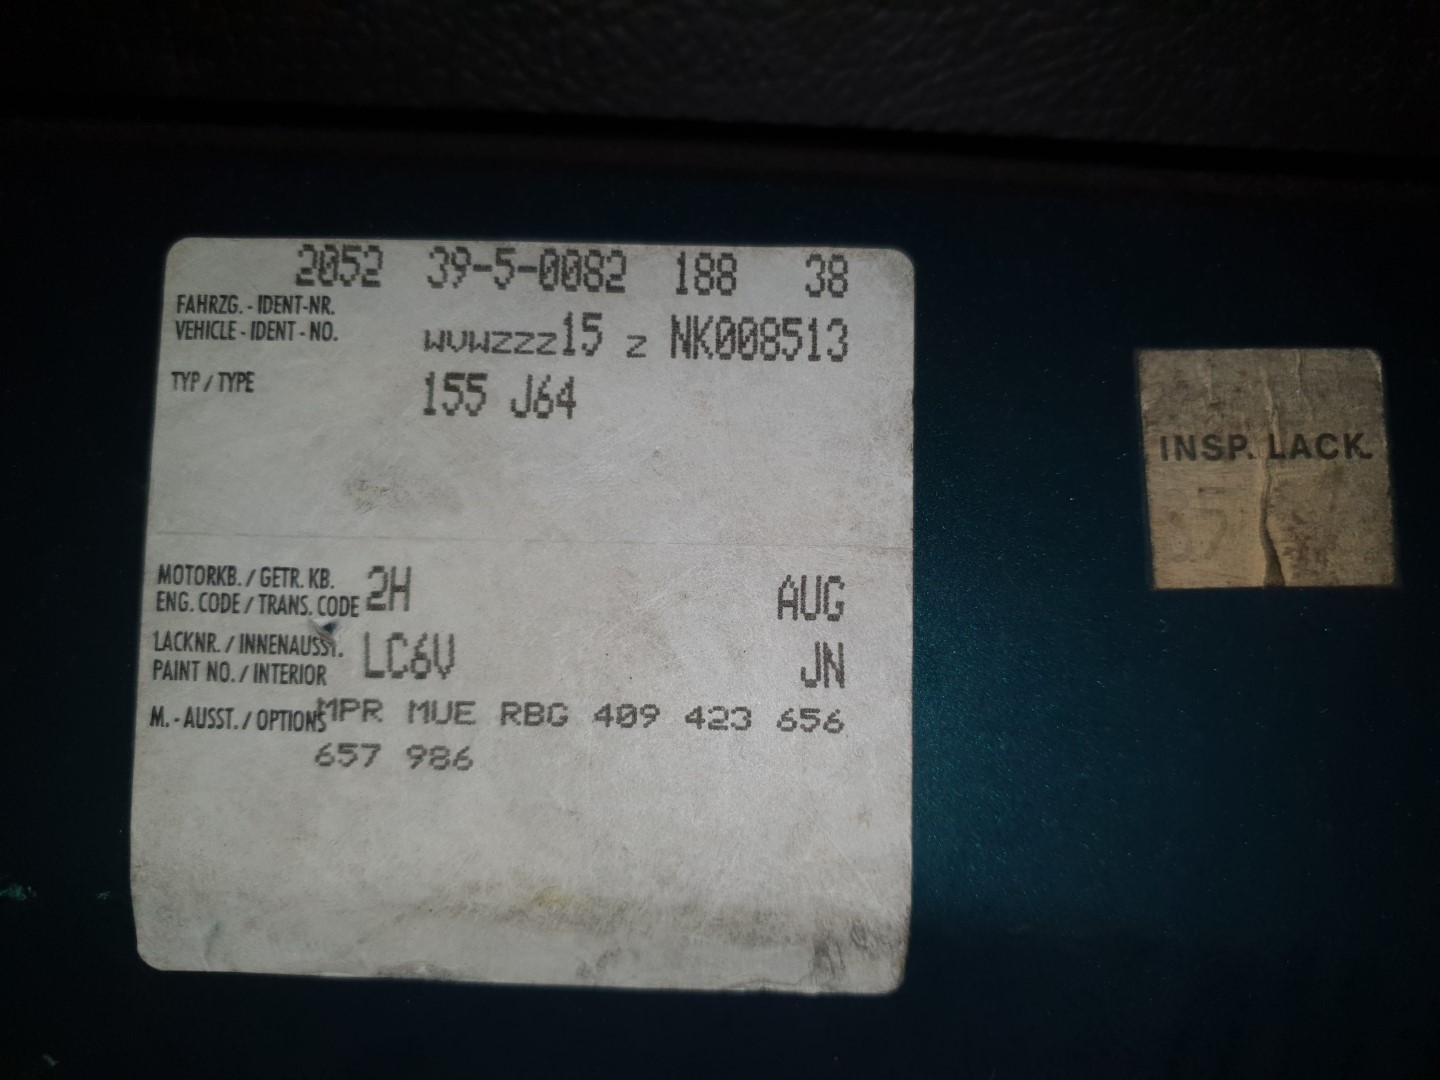 2052 39-5-0082 188 38
FAHRZG. - IDENT-NR.
VEHICLE - IDENT - NO. WVWZZZ15 Z NK008513
TYP / TYPE 155 J64
MOTORKB. / GETR. KB.
ENG. CODE / TRANS. CODE 2H AUG
LACKNR. / INNENAUSST.
PAINT NO. / INTERIOR LC6V JN
M. - AUSST. / OPTIONS MPR MUE RBG 409 423 656
657 986
INSP. LACK.